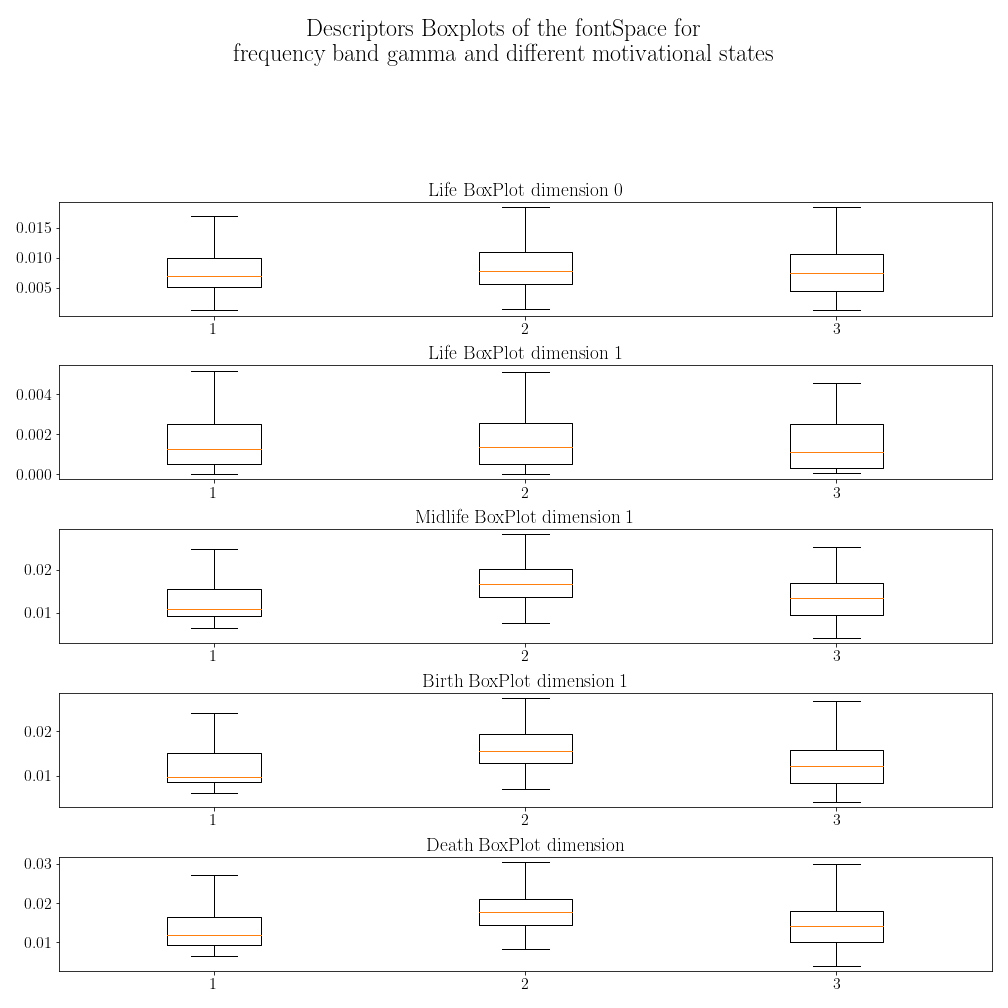 Descriptors Boxplots of the fontSpace for
frequency band gamma and different motivational states
Life BoxPlot dimension 0
0.015
0.010
0.005
1 2 3
Life BoxPlot dimension 1
0.004
0.002
0.000
1 2 3
Midlife BoxPlot dimension 1
0.02
0.01
1 2 3
Birth BoxPlot dimension 1
0.02
0.01
1 2 3
Death BoxPlot dimension
0.03
0.02
0.01
1 2 3